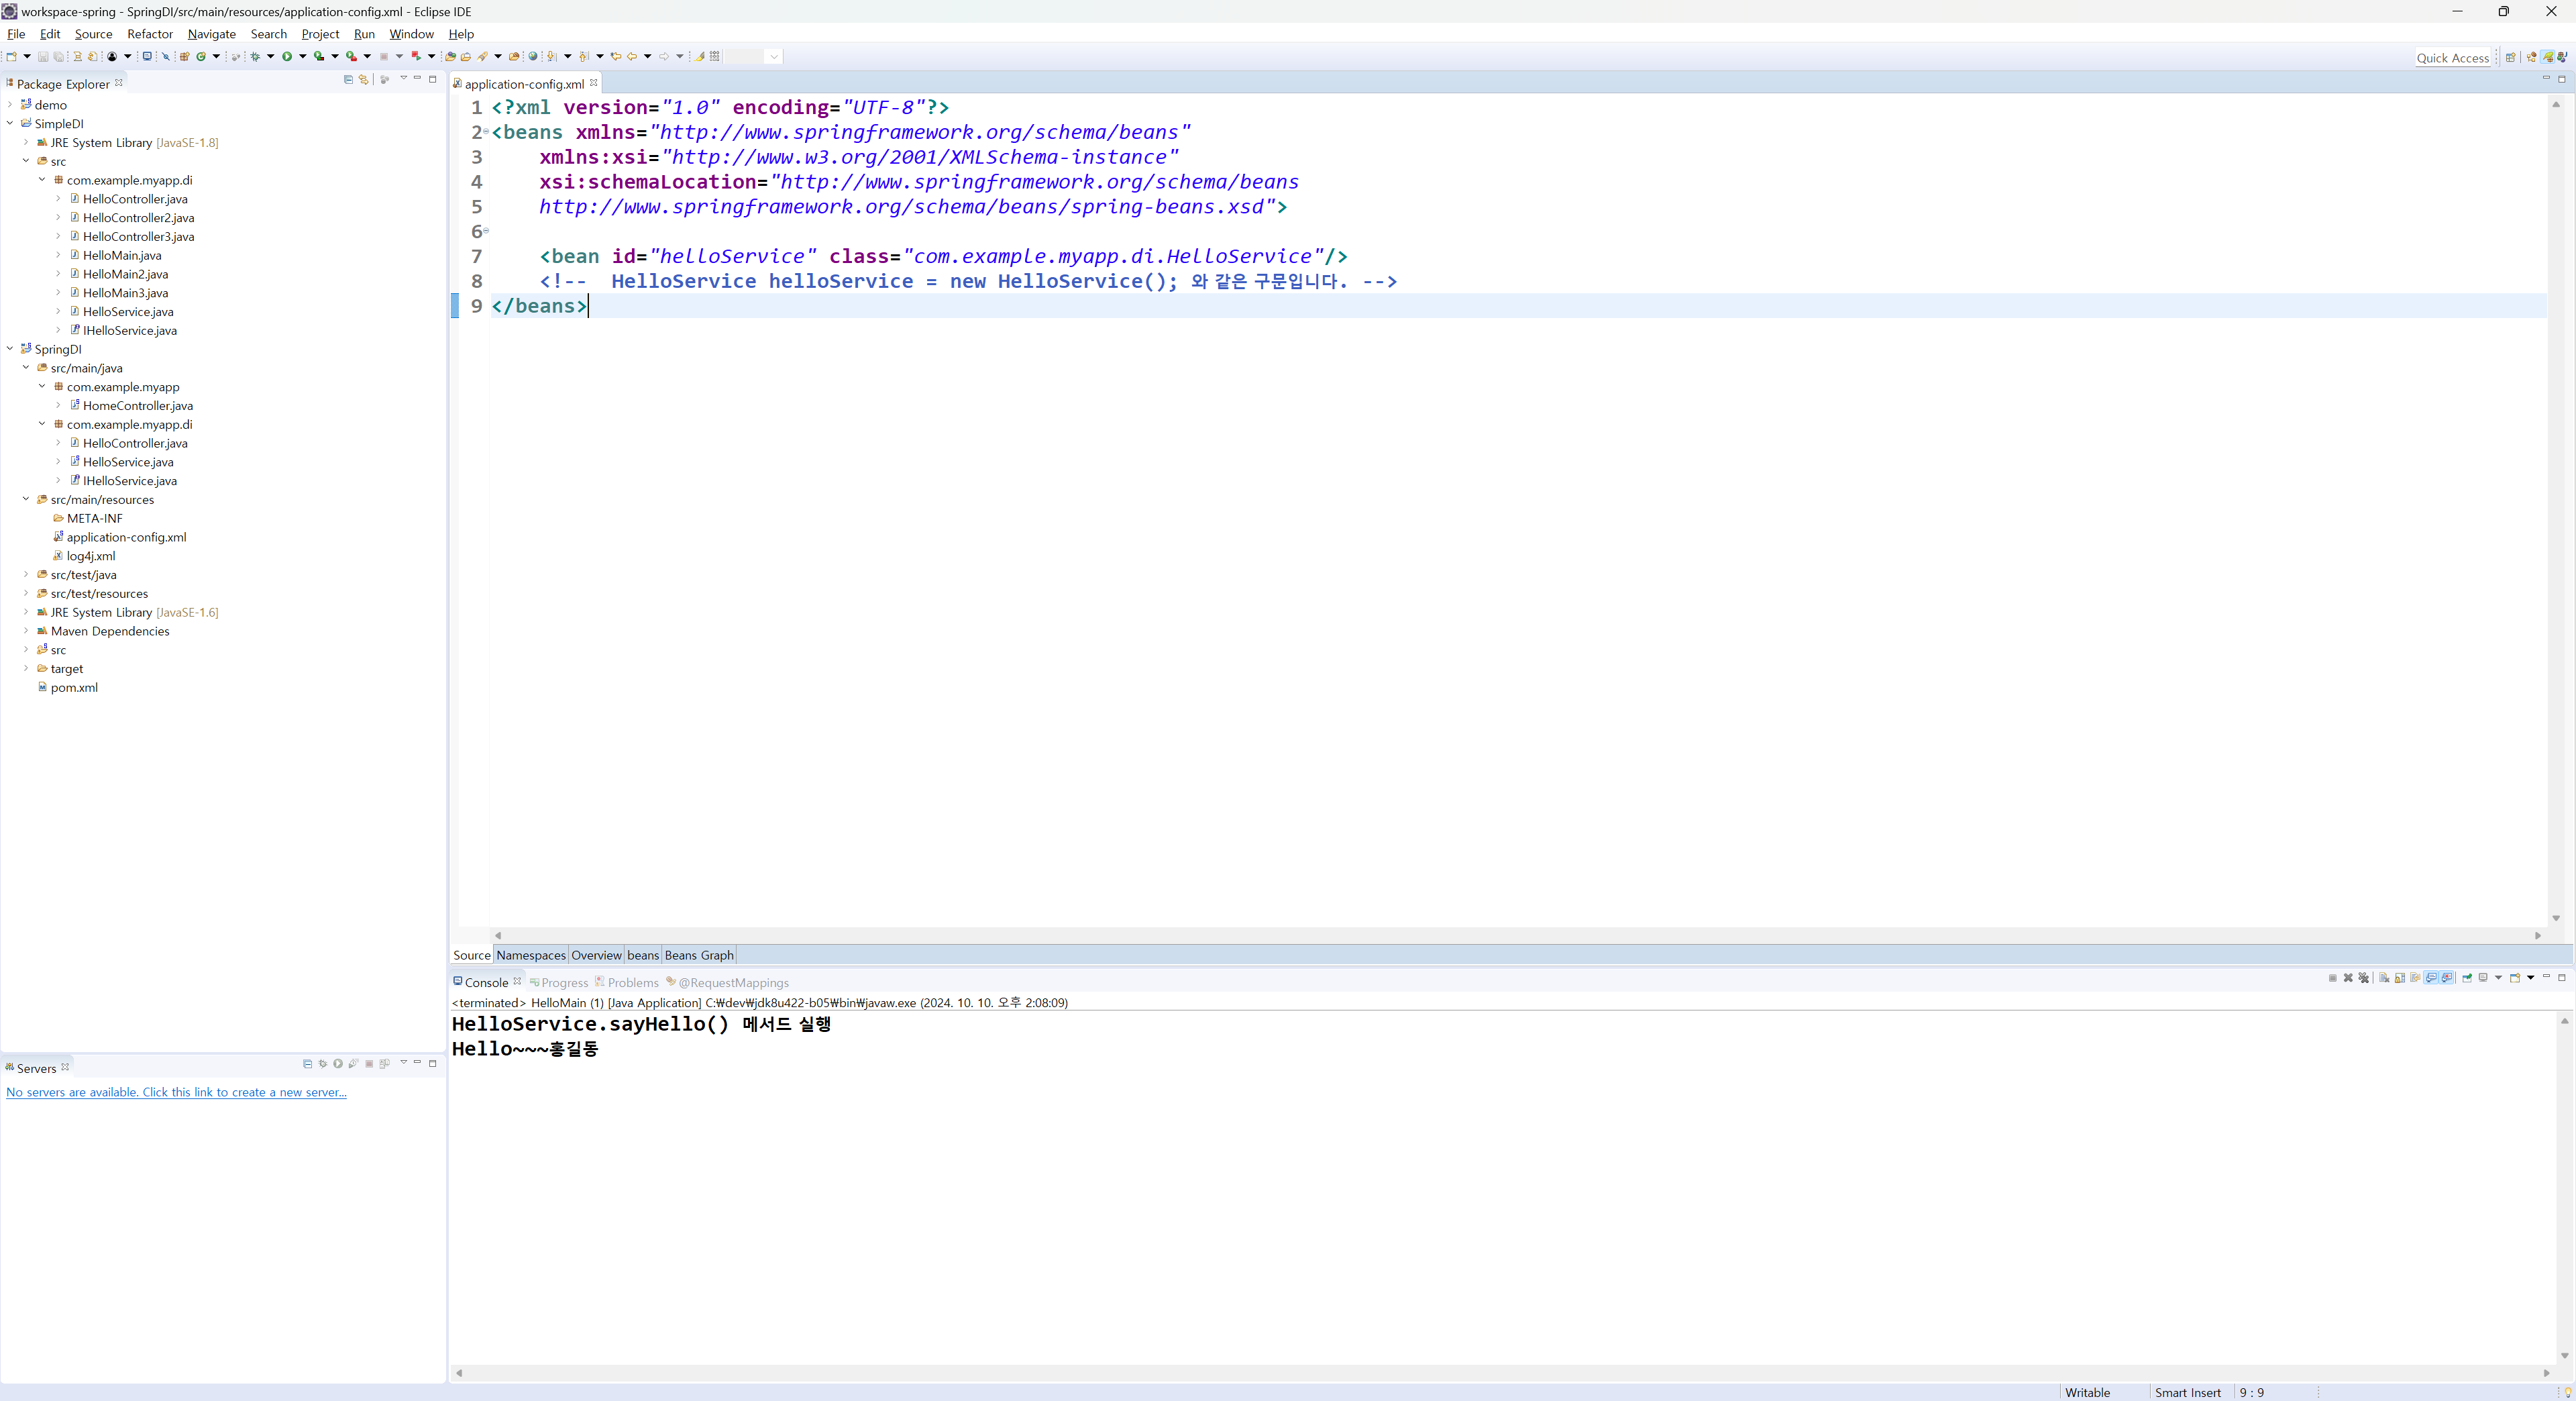 workspace-spring - SpringDI/src/main/resources/application-config.xml - Eclipse IDE
File Edit Source Refactor Navigate Search Project Run Window Help
Quick Access
Package Explorer
demo
SimpleDI
JRE System Library [JavaSE-1.8]
src
com.example.myapp.di
HelloController.java
HelloController2.java
HelloController3.java
HelloMain.java
HelloMain2.java
HelloMain3.java
HelloService.java
IHelloService.java
SpringDI
src/main/java
com.example.myapp
HomeController.java
com.example.myapp.di
HelloController.java
HelloService.java
IHelloService.java
src/main/resources
META-INF
application-config.xml
log4j.xml
src/test/java
src/test/resources
JRE System Library [JavaSE-1.6]
Maven Dependencies
src
target
pom.xml
application-config.xml
1 <?xml version="1.0" encoding="UTF-8"?>
2 <beans xmlns="http://www.springframework.org/schema/beans"
3 xmlns:xsi="http://www.w3.org/2001/XMLSchema-instance"
4 xsi:schemaLocation="http://www.springframework.org/schema/beans
5 http://www.springframework.org/schema/beans/spring-beans.xsd">
6
7 <bean id="helloService" class="com.example.myapp.di.HelloService"/>
8 <!-- HelloService helloService = new HelloService(); 와 같은 구문입니다. -->
9 </beans>
Source Namespaces Overview beans Beans Graph
Console Progress Problems @RequestMappings
<terminated> HelloMain (1) [Java Application] C:₩dev₩jdk8u422-b05₩bin₩javaw.exe (2024. 10. 10. 오후 2:08:09)
HelloService.sayHello() 메서드 실행
Hello~~~홍길동
Servers
No servers are available. Click this link to create a new server...
Writable Smart Insert 9 : 9